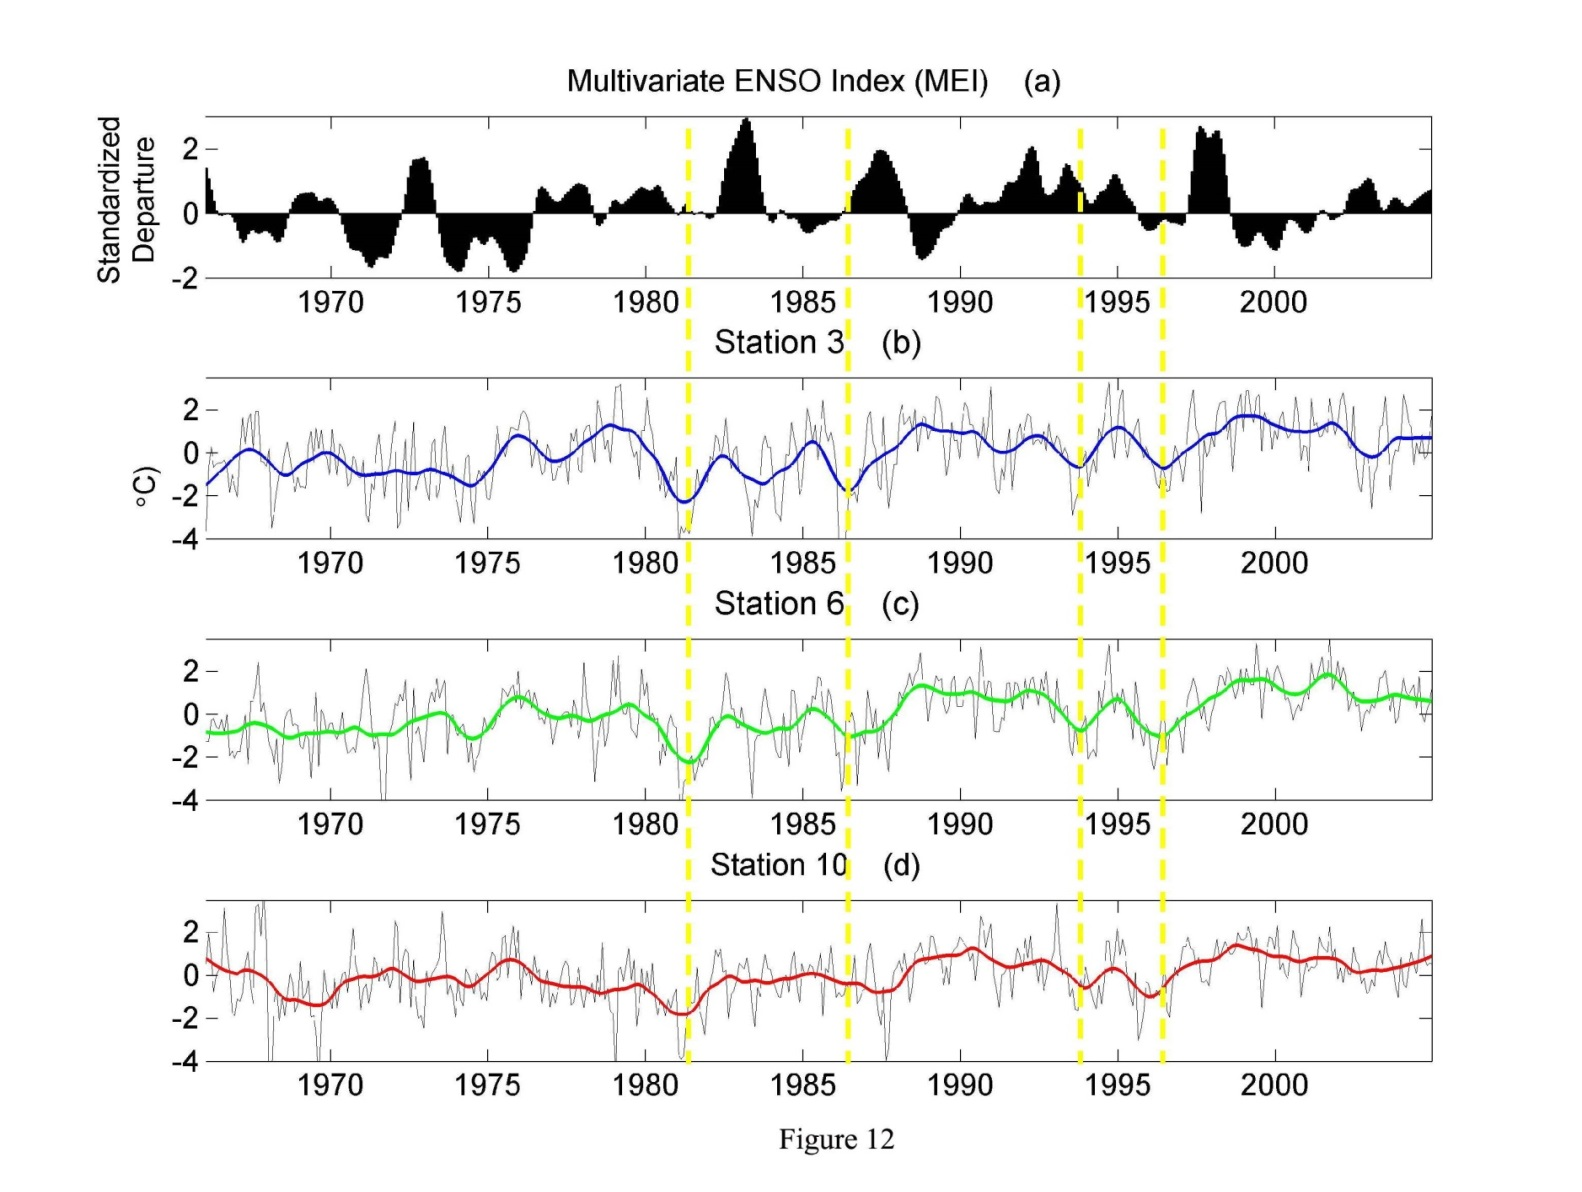 Multivariate ENSO Index (MEI) (a)
Standardized
Departure
2
0
-2
1970 1975 1980 1985 1990 1995 2000
Station 3 (b)
°C)
2
0
-2
-4
1970 1975 1980 1985 1990 1995 2000
Station 6 (c)
2
0
-2
-4
1970 1975 1980 1985 1990 1995 2000
Station 10 (d)
2
0
-2
-4
1970 1975 1980 1985 1990 1995 2000
Figure 12